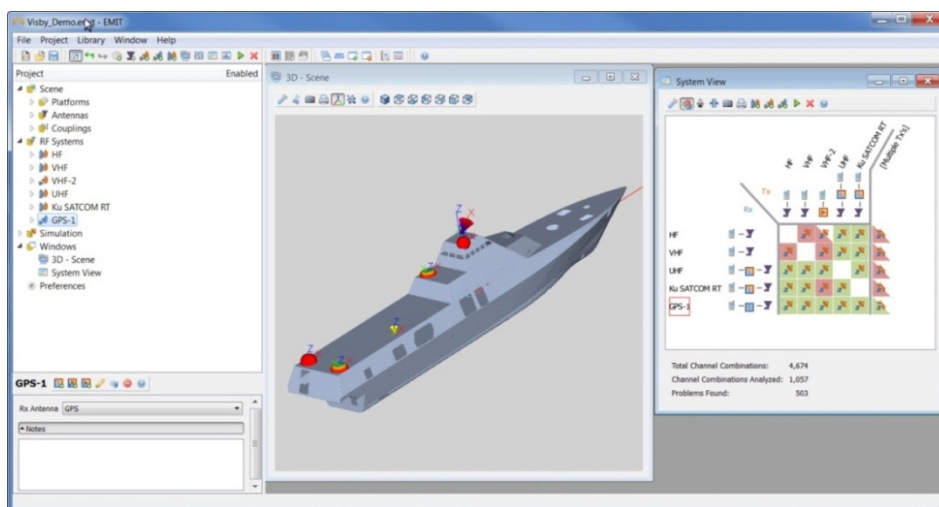 Visby_Demo.emit - EMIT
File Project Library Window Help
Project Enabled
Scene
Platforms
Antennas
Couplings
RF Systems
HF
VHF
VHF-2
UHF
Ku SATCOM RT
GPS-1
Simulation
Windows
3D - Scene
System View
Preferences
GPS-1
Rx Antenna GPS
Notes
3D - Scene
Z
X
Z
Z
Z
Z
System View
HF
VHF
VHF-2
UHF
Ku SATCOM RT
[Multiple Tx's]
Tx
Rx
HF
VHF
UHF
Ku SATCOM RT
GPS-1
Total Channel Combinations: 4,674
Channel Combinations Analyzed: 1,057
Problems Found: 503